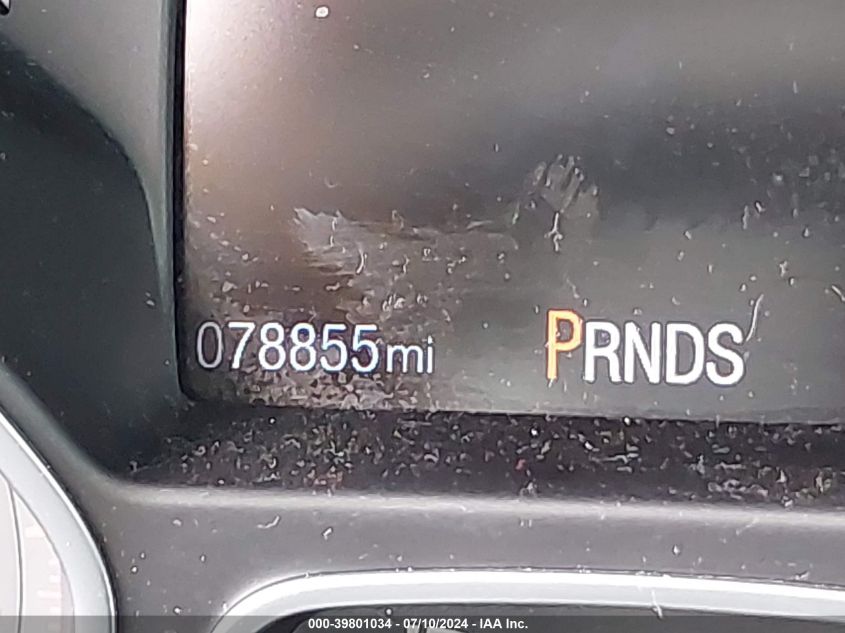 078855mi PRNDS
000-39801034 / 07/10/2024 - IAA Inc.